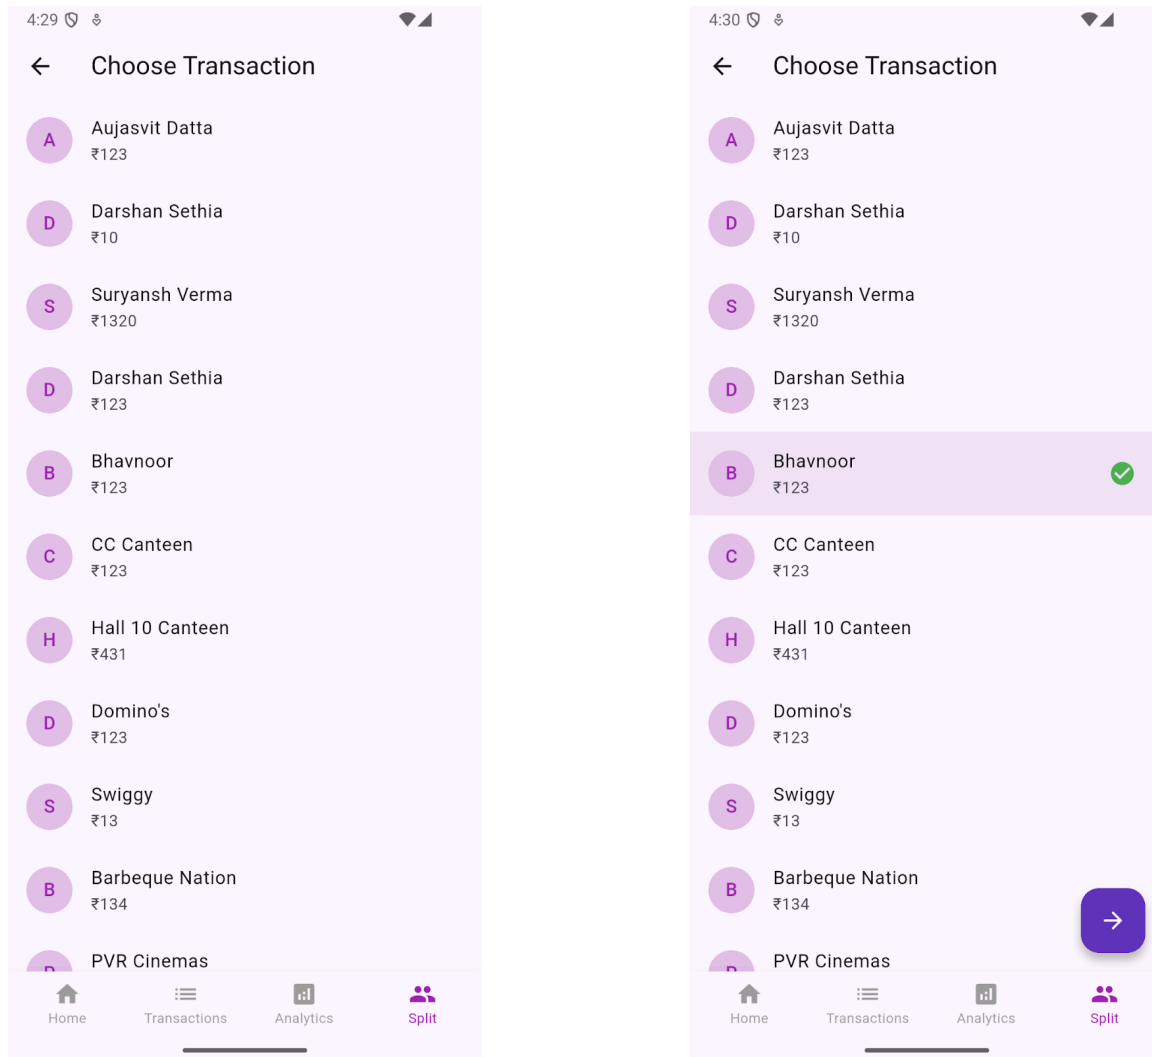 4:29
Choose Transaction
A
Aujasvit Datta
₹123
D
Darshan Sethia
₹10
S
Suryansh Verma
₹1320
D
Darshan Sethia
₹123
B
Bhavnoor
₹123
C
CC Canteen
₹123
H
Hall 10 Canteen
₹431
D
Domino's
₹123
S
Swiggy
₹13
B
Barbeque Nation
₹134
P
PVR Cinemas
Home
Transactions
Analytics
Split
4:30
Choose Transaction
A
Aujasvit Datta
₹123
D
Darshan Sethia
₹10
S
Suryansh Verma
₹1320
D
Darshan Sethia
₹123
B
Bhavnoor
₹123
C
CC Canteen
₹123
H
Hall 10 Canteen
₹431
D
Domino's
₹123
S
Swiggy
₹13
B
Barbeque Nation
₹134
P
PVR Cinemas
Home
Transactions
Analytics
Split